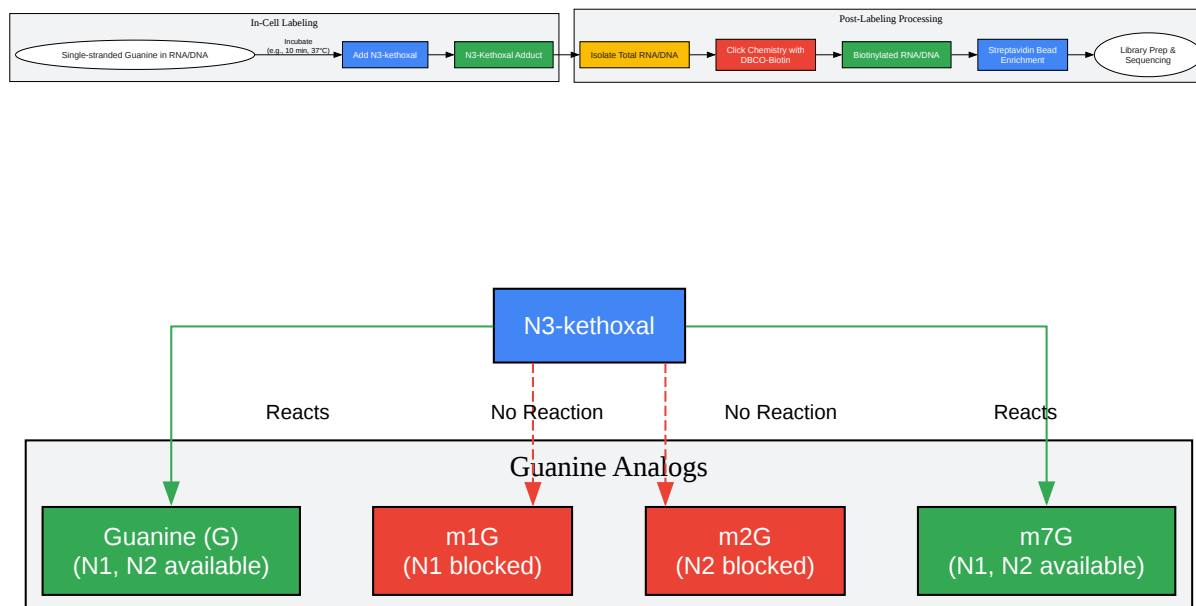 In-Cell Labeling
Single-stranded Guanine in RNA/DNA
Incubate
(e.g., 10 min, 37°C)
Add N3-kethoxal
N3-Kethoxal Adduct
Post-Labeling Processing
Isolate Total RNA/DNA
Click Chemistry with
DBCO-Biotin
Biotinylated RNA/DNA
Streptavidin Bead
Enrichment
Library Prep &
Sequencing
N3-kethoxal
Reacts
No Reaction
No Reaction
Reacts
Guanine Analogs
Guanine (G)
(N1, N2 available)
m1G
(N1 blocked)
m2G
(N2 blocked)
m7G
(N1, N2 available)